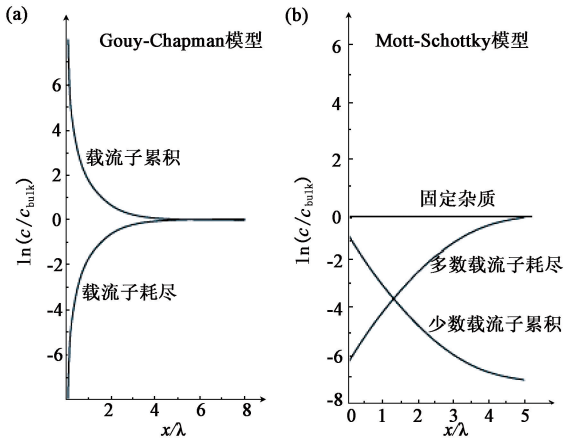 (a)
Gouy-Chapman模型
6
4
2
0
-2
-4
-6
ln(c/cbulk)
载流子累积
载流子耗尽
2
4
6
8
x/λ
(b)
Mott-Schottky模型
6
4
2
0
-2
-4
-6
-8
ln(c/cbulk)
固定杂质
多数载流子耗尽
少数载流子累积
0
1
2
3
4
5
x/λ